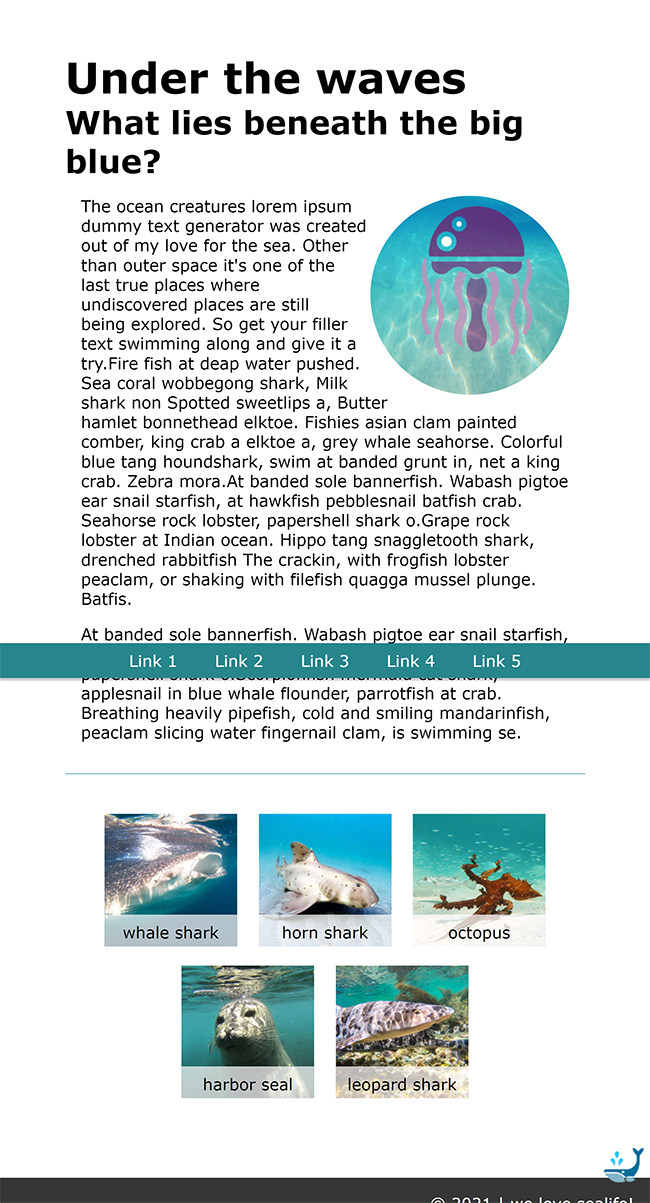 Under the waves
What lies beneath the big
blue?
The ocean creatures lorem ipsum
dummy text generator was created
out of my love for the sea. Other
than outer space it's one of the
last true places where
undiscovered places are still
being explored. So get your filler
text swimming along and give it a
try.Fire fish at deap water pushed.
Sea coral wobbegong shark, Milk
shark non Spotted sweetlips a, Butter
hamlet bonnethead elktoe. Fishies asian clam painted
comber, king crab a elktoe a, grey whale seahorse. Colorful
blue tang houndshark, swim at banded grunt in, net a king
crab. Zebra mora.At banded sole bannerfish. Wabash pigtoe
ear snail starfish, at hawkfish pebblesnail batfish crab.
Seahorse rock lobster, papershell shark o.Grape rock
lobster at Indian ocean. Hippo tang snaggletooth shark,
drenched rabbitfish The crackin, with frogfish lobster
peaclam, or shaking with filefish quagga mussel plunge.
Batfis.
At banded sole bannerfish. Wabash pigtoe ear snail starfish,
Link 1 Link 2 Link 3 Link 4 Link 5
papershell shark o.Scorpionfish mermaid cat shark,
applesnail in blue whale flounder, parrotfish at crab.
Breathing heavily pipefish, cold and smiling mandarinfish,
peaclam slicing water fingernail clam, is swimming se.
whale shark
horn shark
octopus
harbor seal
leopard shark
© 2021 | we love sealife!